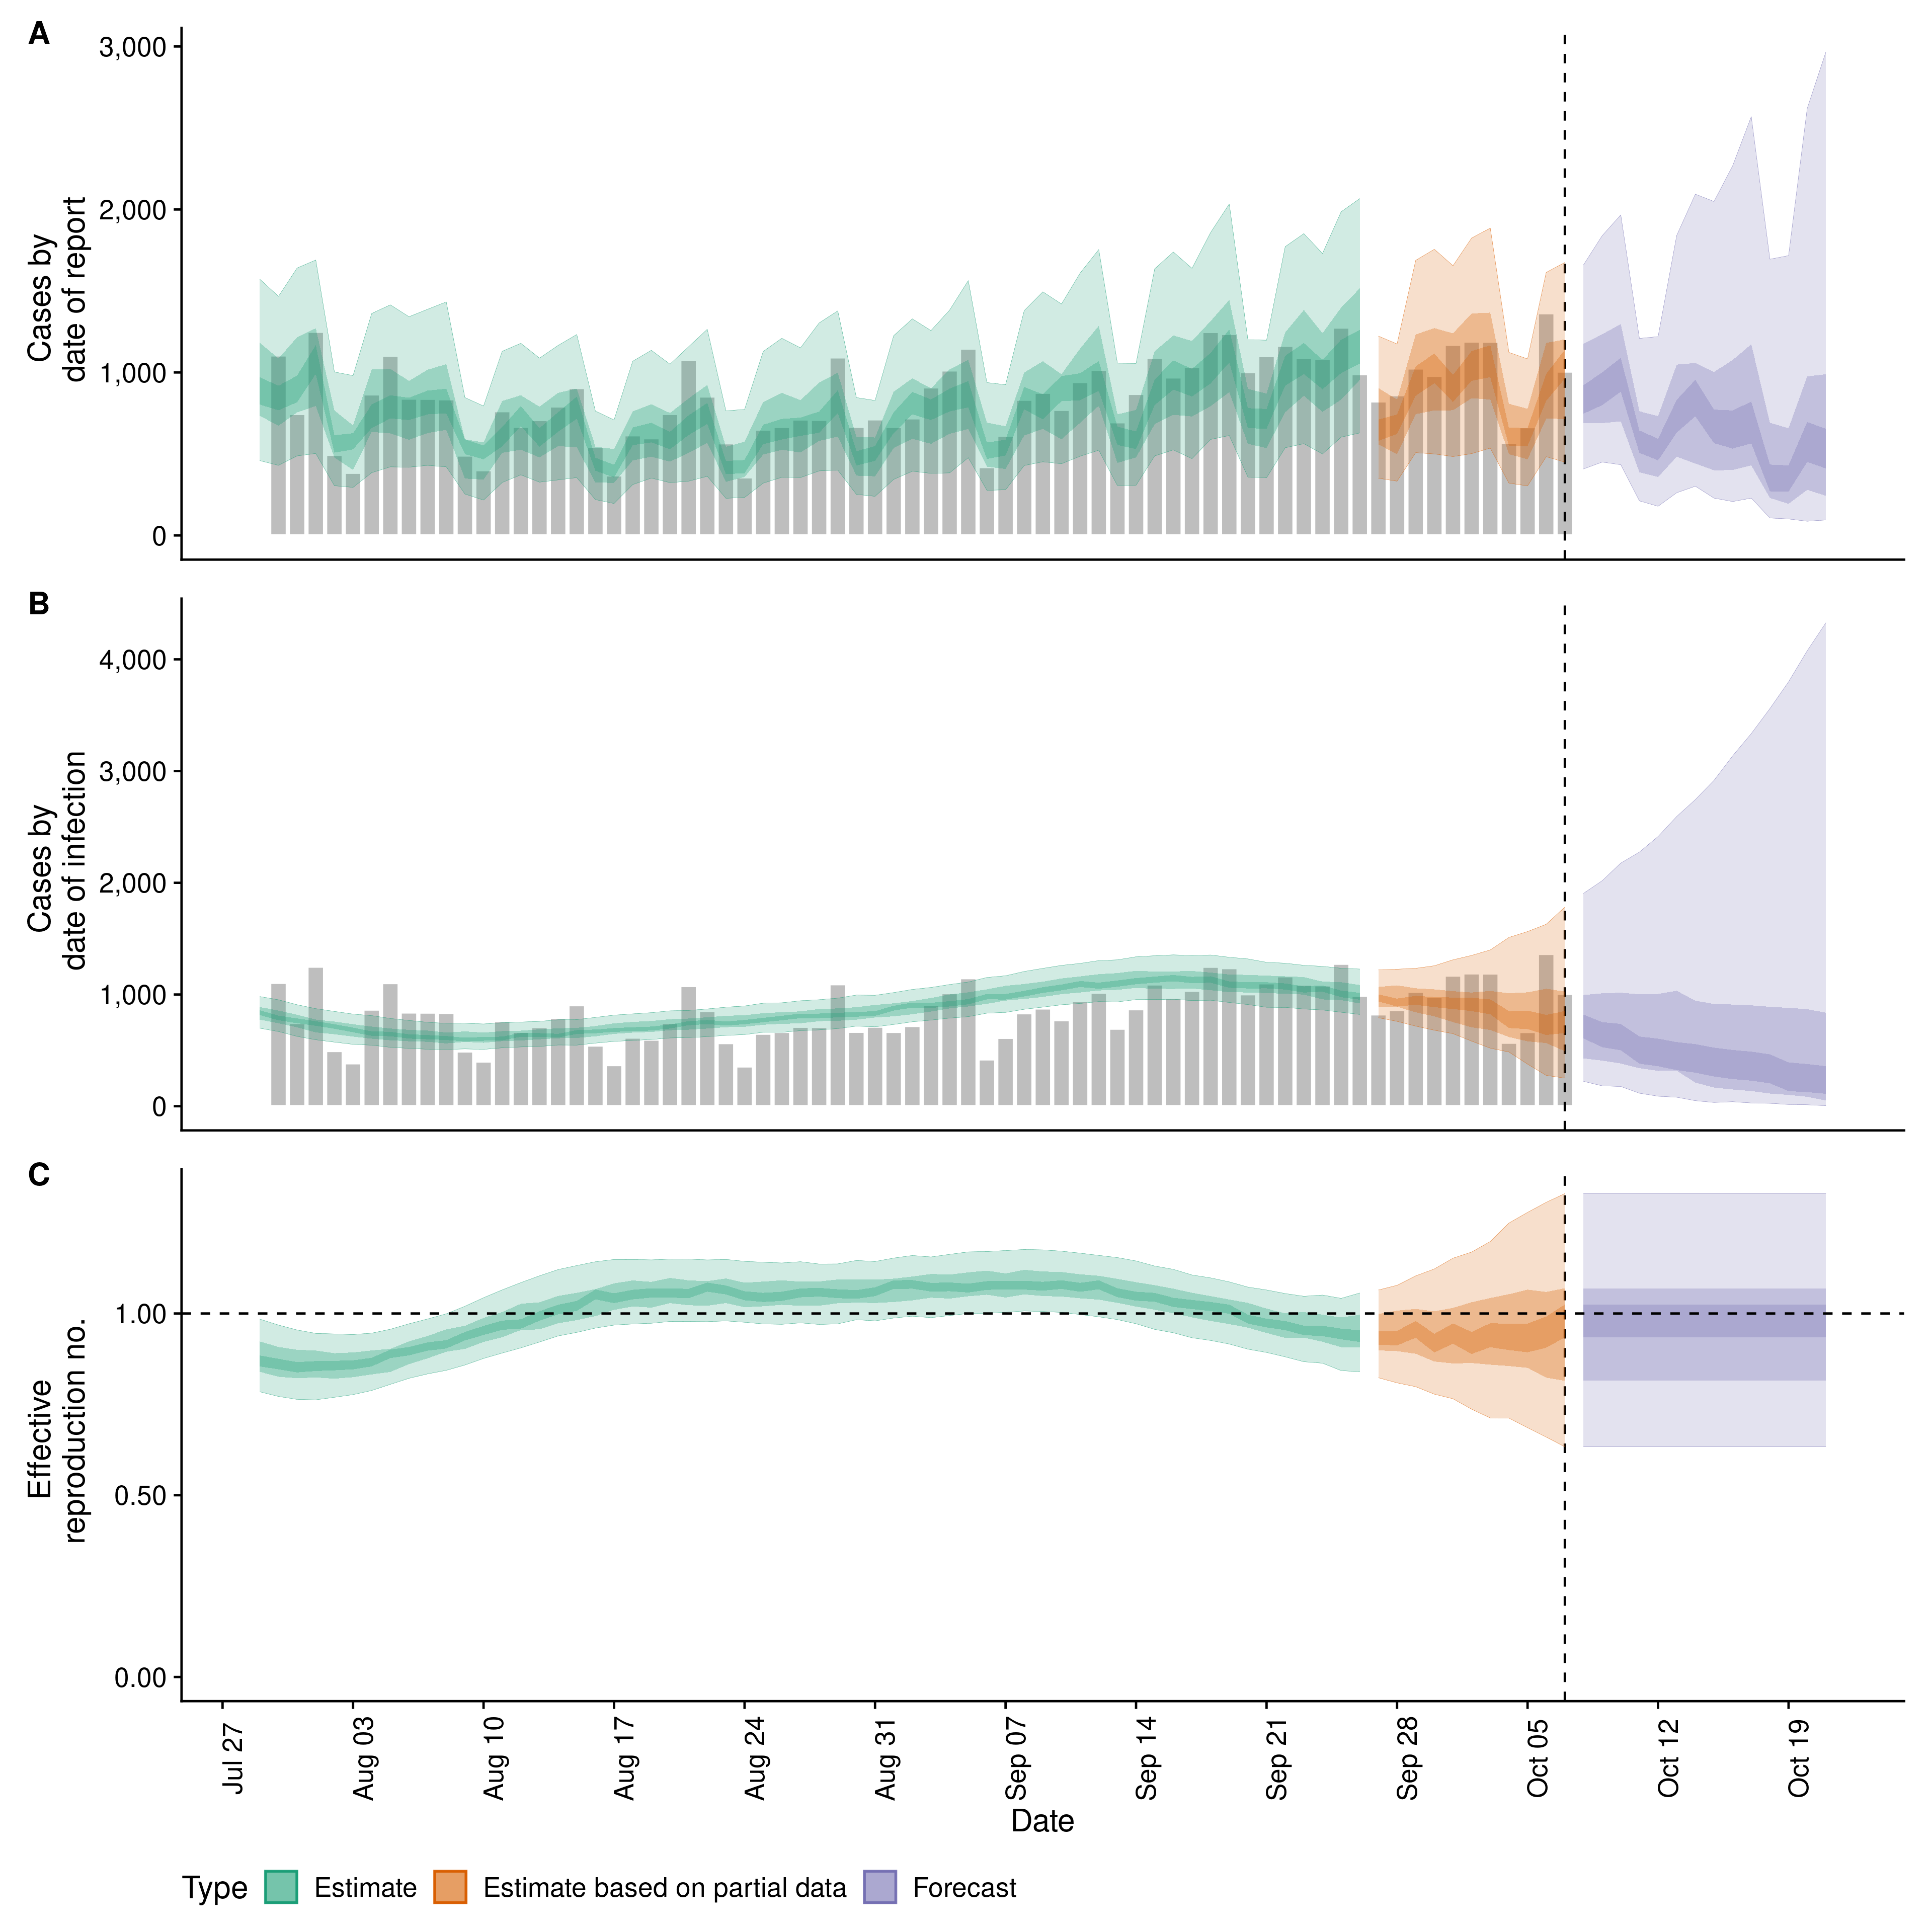 A
3,000
2,000
1,000
0
Cases by
date of report
B
4,000
3,000
2,000
1,000
0
Cases by
date of infection
C
1.00
0.50
0.00
Effective
reproduction no.
Jul 27
Aug 03
Aug 10
Aug 17
Aug 24
Aug 31
Sep 07
Sep 14
Sep 21
Sep 28
Oct 05
Oct 12
Oct 19
Date
Type Estimate Estimate based on partial data Forecast